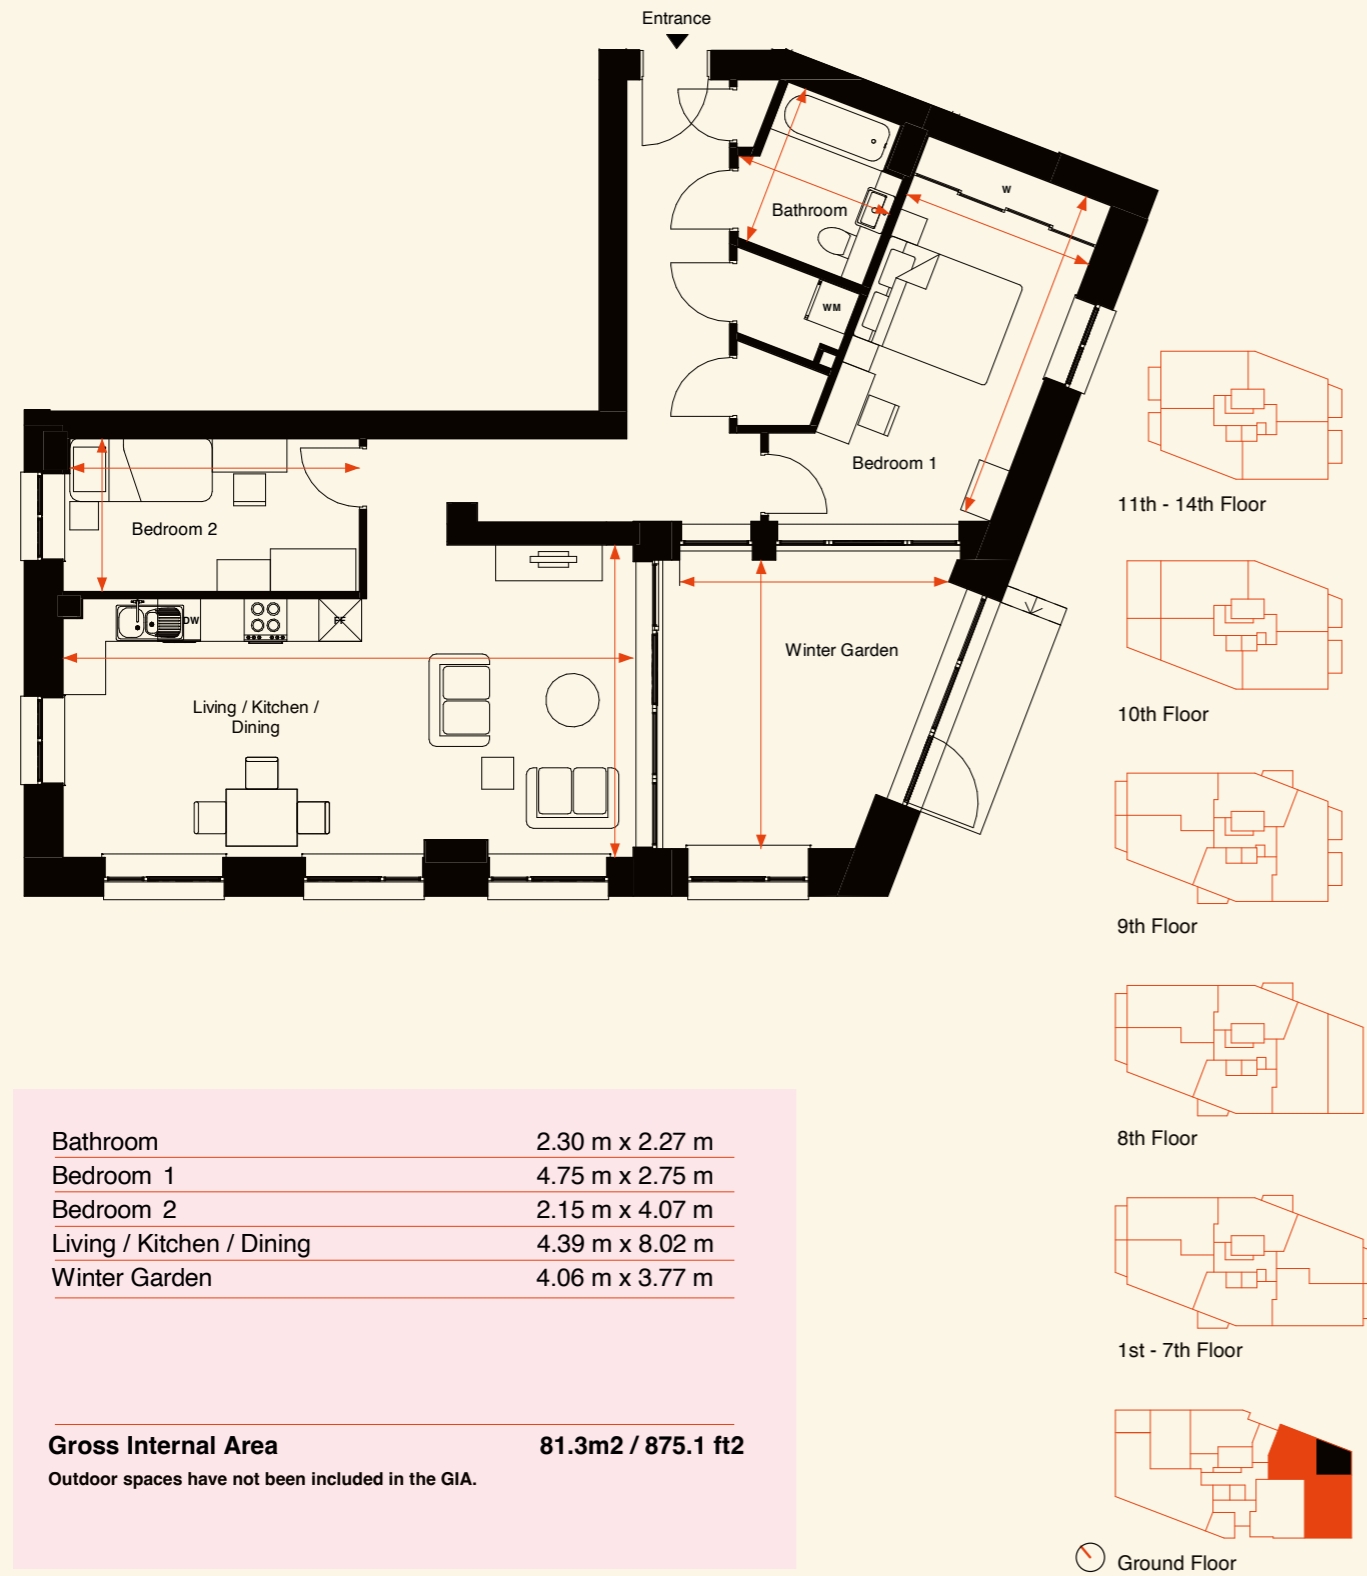 Entrance
Bathroom
W
WM
Bedroom 1
Bedroom 2
DW
FF
Living / Kitchen /
Dining
Winter Garden
11th - 14th Floor
10th Floor
9th Floor
8th Floor
1st - 7th Floor
Ground Floor
Bathroom 2.30 m x 2.27 m
Bedroom 1 4.75 m x 2.75 m
Bedroom 2 2.15 m x 4.07 m
Living / Kitchen / Dining 4.39 m x 8.02 m
Winter Garden 4.06 m x 3.77 m
Gross Internal Area 81.3m2 / 875.1 ft2
Outdoor spaces have not been included in the GIA.